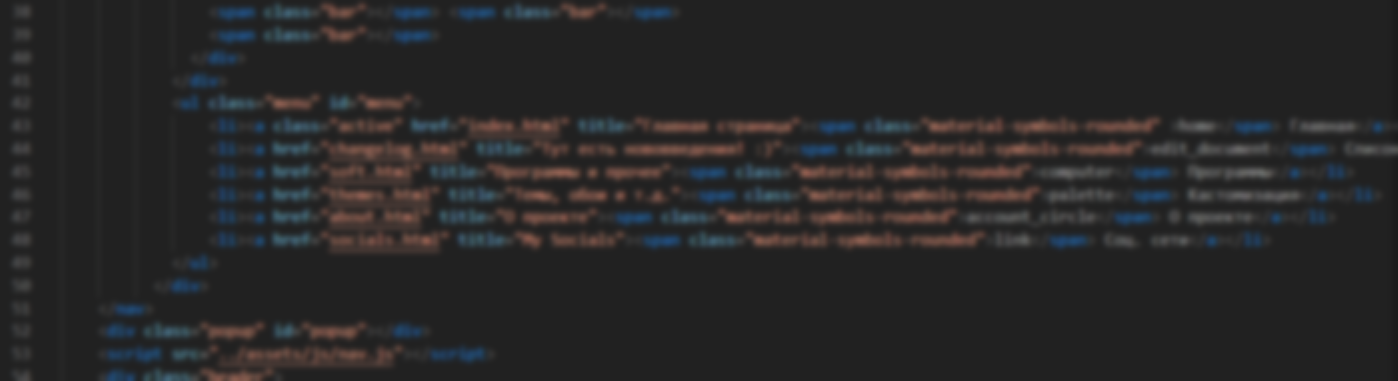 38 <span class="bar"></span> <span class="bar"></span>
39 <span class="bar"></span>
40 </div>
41 </div>
42 <ul class="menu" id="menu">
43 <li><a class="active" href="index.html" title="Главная страница"><span class="material-symbols-rounded" >home</span> Главная</a>
44 <li><a href="changelog.html" title="Тут есть нововведения! :)"><span class="material-symbols-rounded">edit_document</span> Список
45 <li><a href="soft.html" title="Программы и прочее"><span class="material-symbols-rounded">computer</span> Программы</a></li>
46 <li><a href="themes.html" title="Темы, обои и т.д."><span class="material-symbols-rounded">palette</span> Кастомизация</a></li>
47 <li><a href="about.html" title="О проекте"><span class="material-symbols-rounded">account_circle</span> О проекте</a></li>
48 <li><a href="socials.html" title="My Socials"><span class="material-symbols-rounded">link</span> Соц. сети</a></li>
49 </ul>
50 </div>
51 </nav>
52 <div class="popup" id="popup"></div>
53 <script src="../assets/js/nav.js"></script>
54 <div class="header">